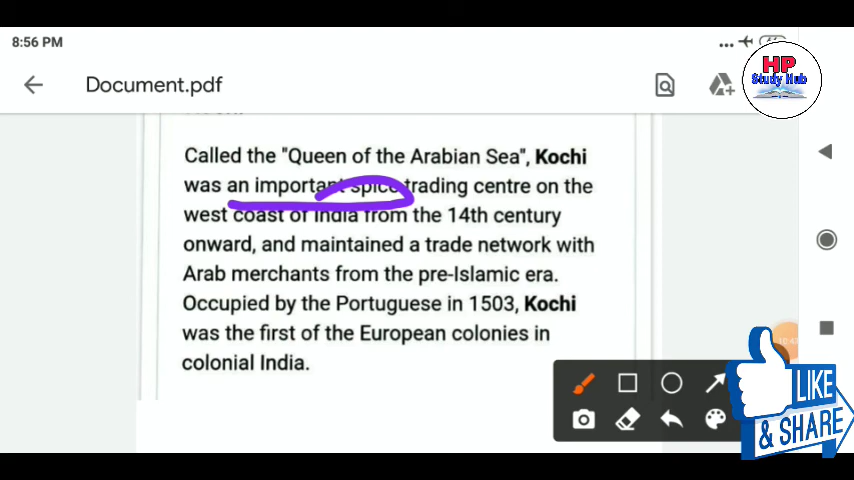 8:56 PM
Document.pdf
HP
Study Hub
Called the "Queen of the Arabian Sea", Kochi
was an important spice trading centre on the
west coast of India from the 14th century
onward, and maintained a trade network with
Arab merchants from the pre-Islamic era.
Occupied by the Portuguese in 1503, Kochi
was the first of the European colonies in
colonial India.
LIKE
& SHARE